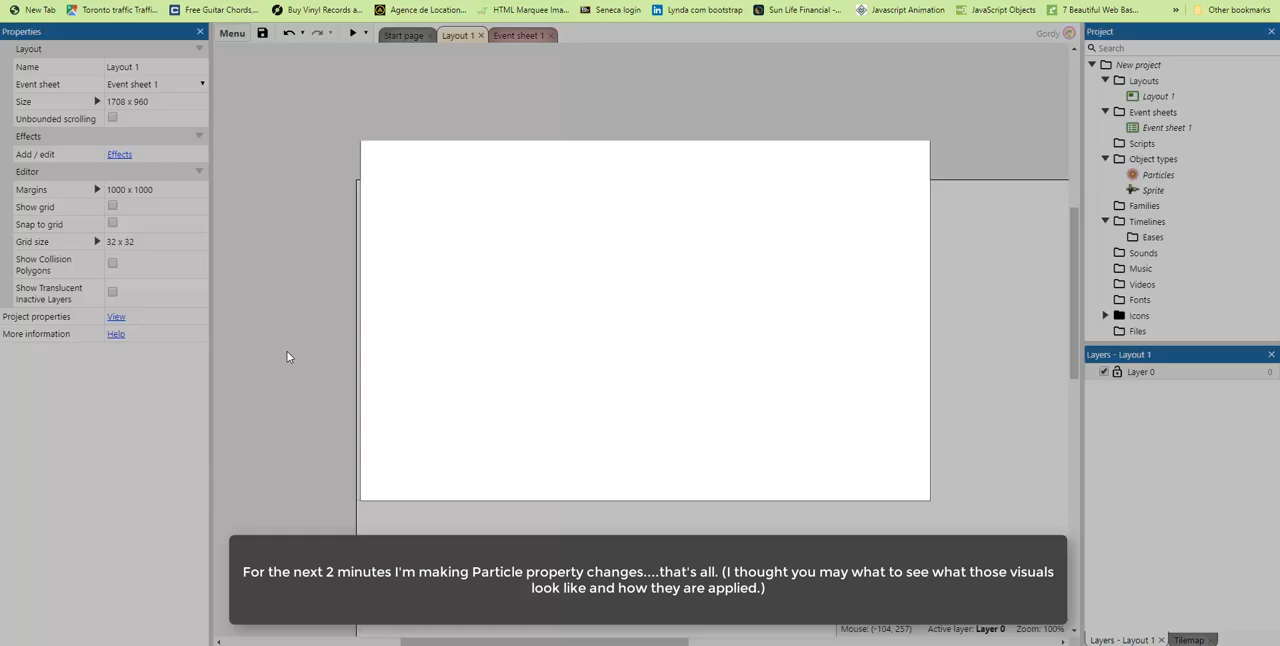 New Tab Toronto traffic Traffi... Free Guitar Chords,... Buy Vinyl Records a... Agence de Location... HTML Marquee Ima... Seneca login Lynda com bootstrap Sun Life Financial -... Javascript Animation JavaScript Objects 7 Beautiful Web Bas... » Other bookmarks
Properties
Menu
Start page
Layout 1
Event sheet 1
Gordy
Project
Layout
Name Layout 1
Event sheet Event sheet 1
Size 1708 x 960
Unbounded scrolling
Effects
Add / edit Effects
Editor
Margins 1000 x 1000
Show grid
Snap to grid
Grid size 32 x 32
Show Collision
Polygons
Show Translucent
Inactive Layers
Project properties View
More information Help
Search
New project
Layouts
Layout 1
Event sheets
Event sheet 1
Scripts
Object types
Particles
Sprite
Families
Timelines
Eases
Sounds
Music
Videos
Fonts
Icons
Files
Layers - Layout 1
Layer 0 0
For the next 2 minutes I'm making Particle property changes....that's all. (I thought you may what to see what those visuals
look like and how they are applied.)
Mouse: (-104, 257) Active layer: Layer 0 Zoom: 100%
Layers - Layout 1 Tilemap